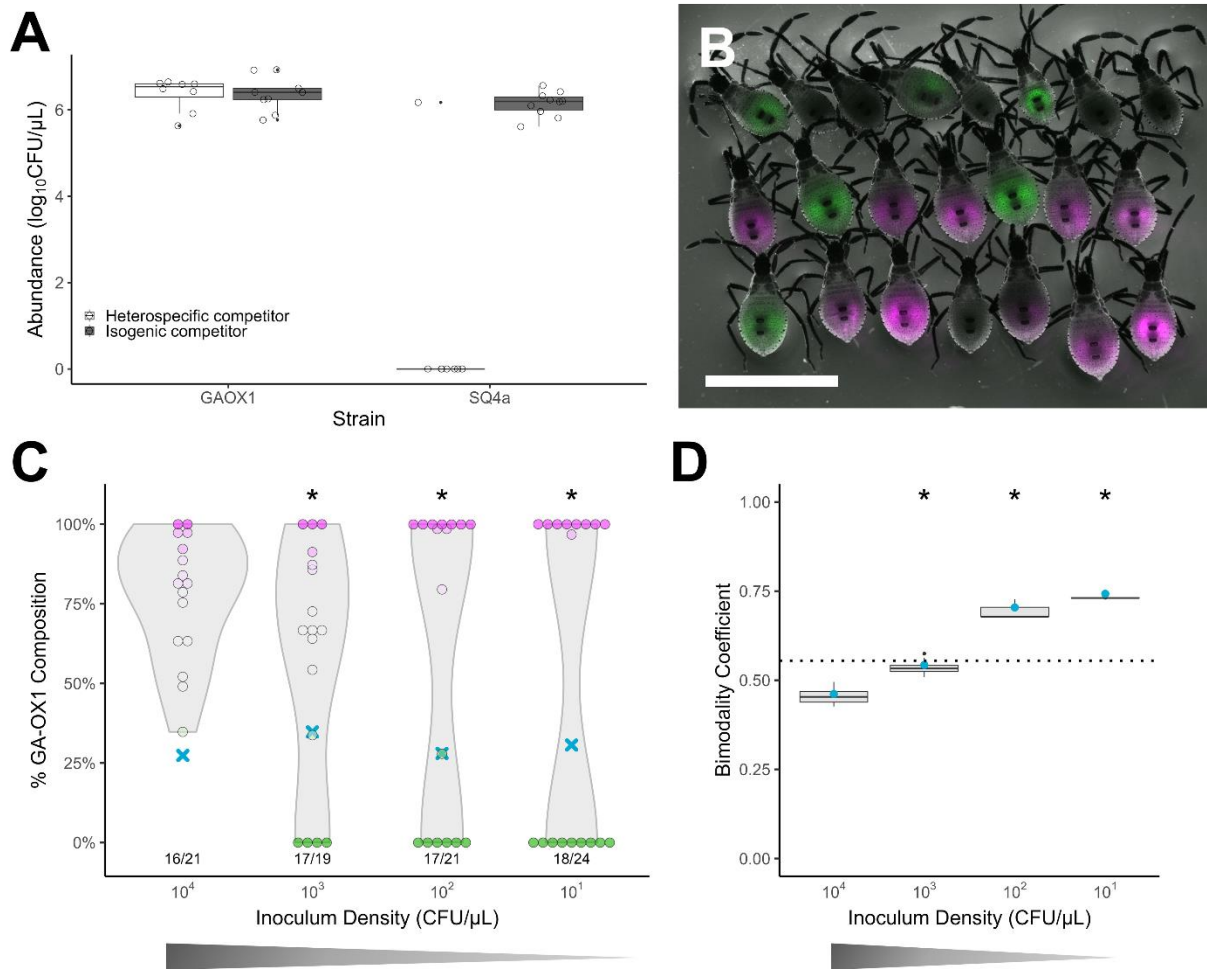 A
Abundance (log₁₀CFU/µL)
6
4
2
0
Heterospecific competitor
Isogenic competitor
GAOX1
SQ4a
Strain
B
C
% GA-OX1 Composition
100%
75%
50%
25%
0%
* * *
16/21 17/19 17/21 18/24
10⁴ 10³ 10² 10¹
Inoculum Density (CFU/µL)
D
Bimodality Coefficient
1.00
0.75
0.50
0.25
0.00
* * *
10⁴ 10³ 10² 10¹
Inoculum Density (CFU/µL)